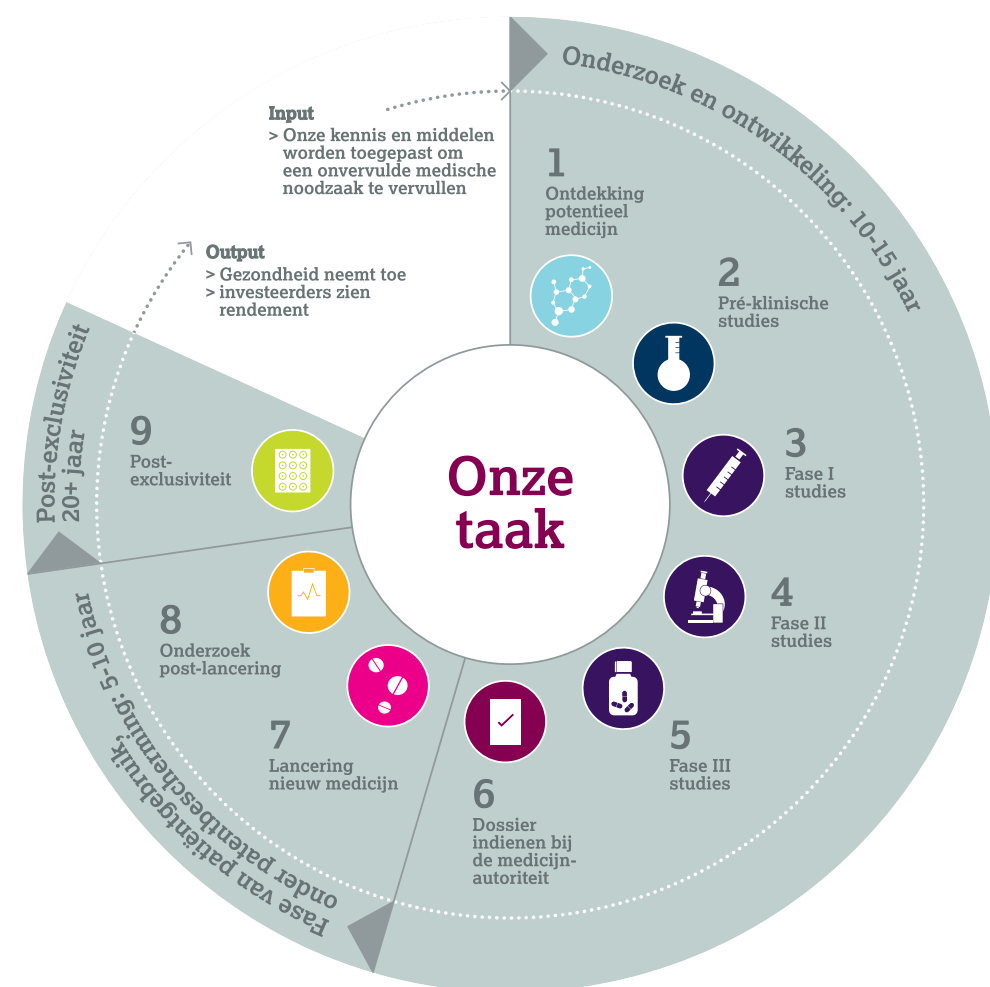 Onderzoek en ontwikkeling: 10-15 jaar
Input
> Onze kennis en middelen
worden toegepast om
een onvervulde medische
noodzaak te vervullen
Output
> Gezondheid neemt toe
> investeerders zien
rendement
1
Ontdekking
potentieel
medicijn
2
Pré-klinische
studies
3
Fase I
studies
4
Fase II
studies
5
Fase III
studies
6
Dossier
indienen bij
de medicijn-
autoriteit
7
Lancering
nieuw medicijn
8
Onderzoek
post-lancering
9
Post-
exclusiviteit
Fase van patiëntgebruik,
onder patentbescherming: 5-10 jaar
Post-exclusiviteit
20+ jaar
Onze
taak